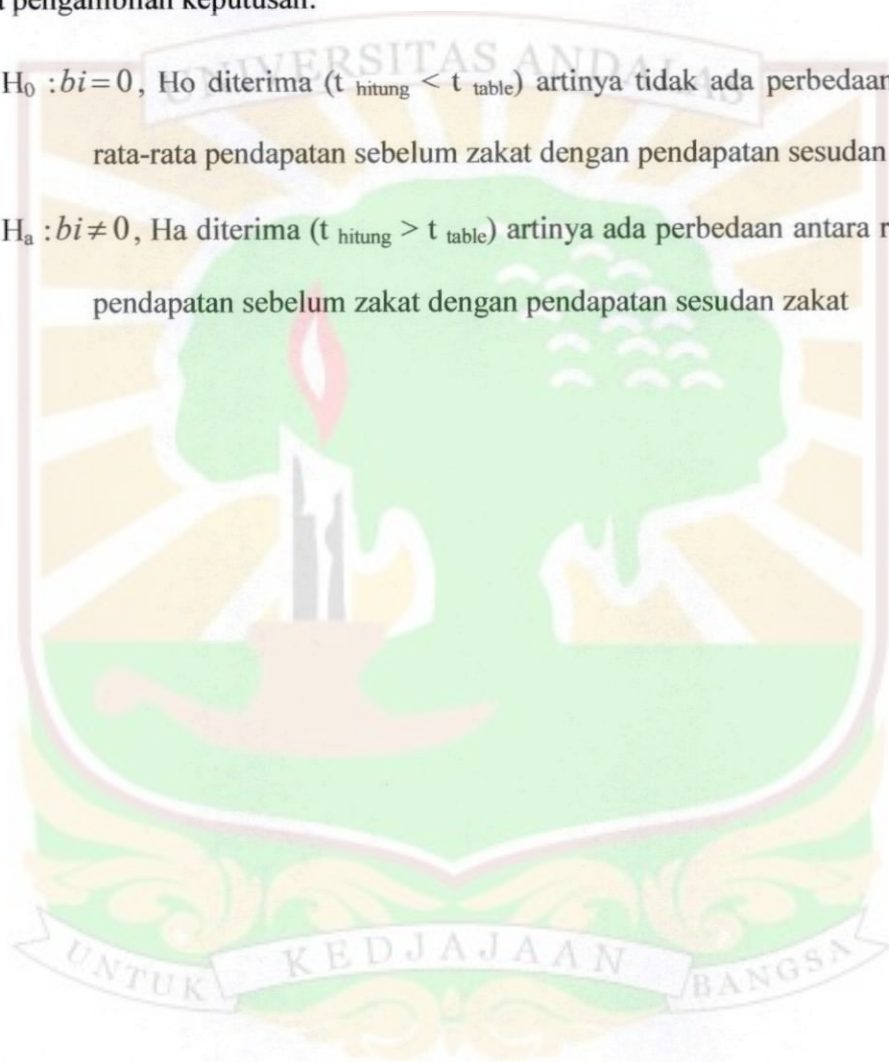 pengambilan keputusan:
UNIVERSITAS ANDALAS
H₀ : bi = 0, Ho diterima (t hitung < t table) artinya tidak ada perbedaan
rata-rata pendapatan sebelum zakat dengan pendapatan sesudan
Hₐ : bi ≠ 0, Ha diterima (t hitung > t table) artinya ada perbedaan antara
pendapatan sebelum zakat dengan pendapatan sesudan zakat
UNTUK KEDJAJAAN BANGSA